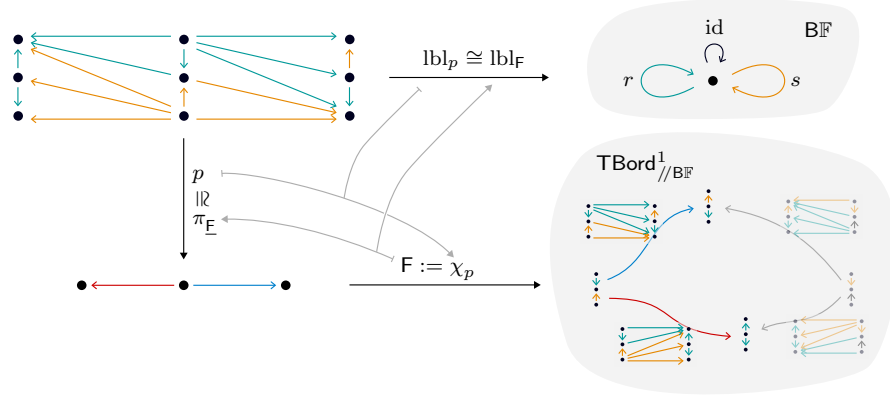 id
B𝔽
lbl_p ≅ lbl_F
r
s
TBord^1_{//B𝔽}
p
≅
π_F
F := χ_p